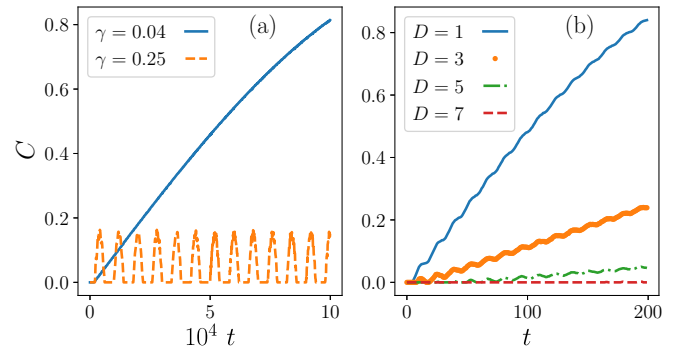 (a)
γ = 0.04
γ = 0.25
C
0.8
0.6
0.4
0.2
0.0
0
5
10
10⁴ t
(b)
D = 1
D = 3
D = 5
D = 7
0.8
0.6
0.4
0.2
0.0
0
100
200
t